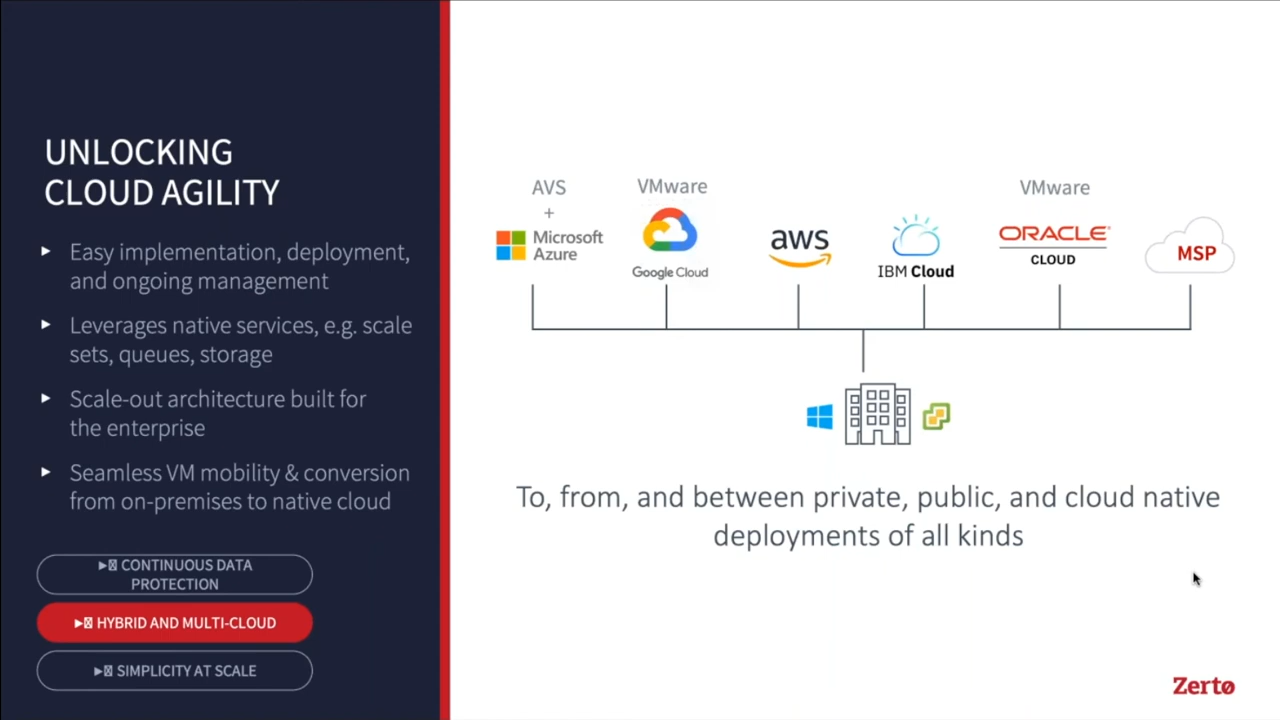 UNLOCKING
CLOUD AGILITY
Easy implementation, deployment,
and ongoing management
Leverages native services, e.g. scale
sets, queues, storage
Scale-out architecture built for
the enterprise
Seamless VM mobility & conversion
from on-premises to native cloud
CONTINUOUS DATA
PROTECTION
HYBRID AND MULTI-CLOUD
SIMPLICITY AT SCALE
AVS
+
Microsoft
Azure
VMware
Google Cloud
aws
IBM Cloud
VMware
ORACLE
CLOUD
MSP
To, from, and between private, public, and cloud native
deployments of all kinds
Zerto